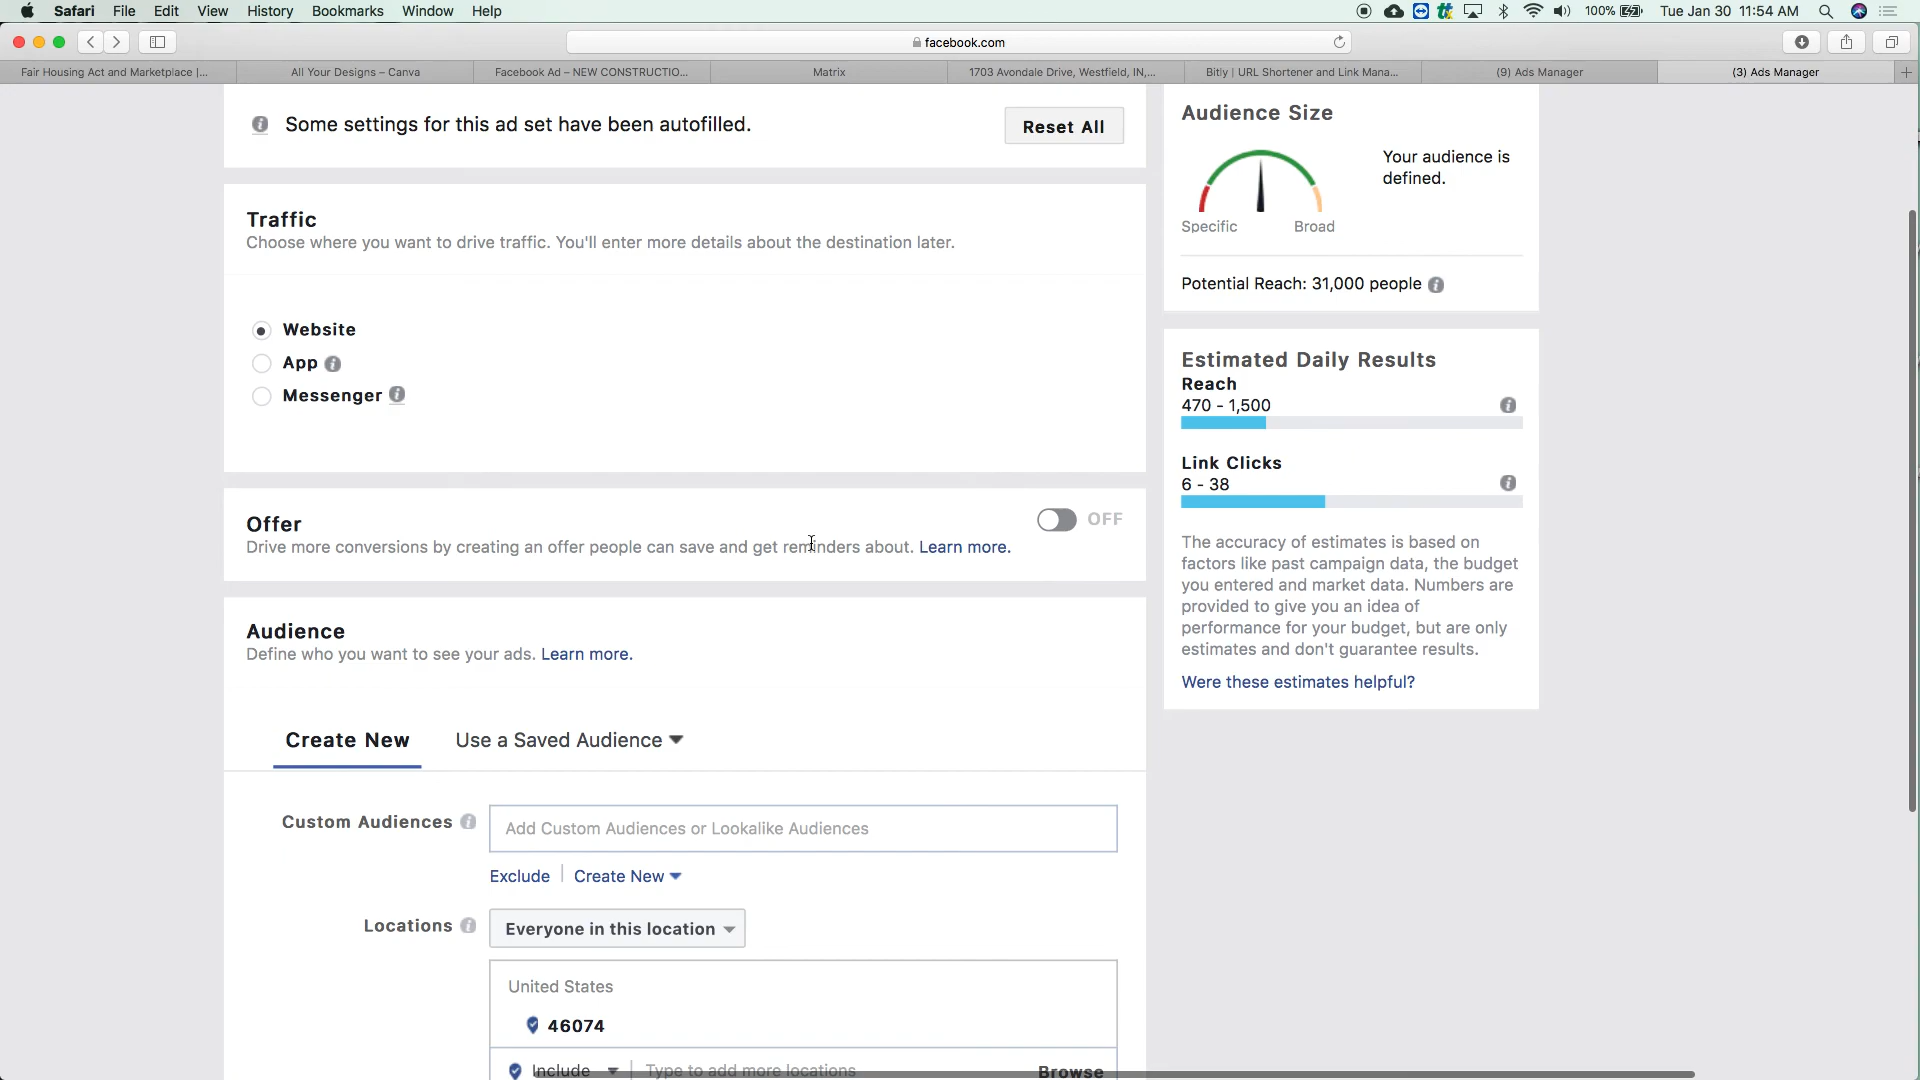 Safari File Edit View History Bookmarks Window Help 100% Tue Jan 30 11:54 AM
facebook.com
Fair Housing Act and Marketplace |... All Your Designs – Canva Facebook Ad – NEW CONSTRUCTIO... Matrix 1703 Avondale Drive, Westfield, IN,... Bitly | URL Shortener and Link Mana... (9) Ads Manager (3) Ads Manager
Some settings for this ad set have been autofilled. Reset All
Traffic
Choose where you want to drive traffic. You'll enter more details about the destination later.
Website
App
Messenger
Offer
OFF
Drive more conversions by creating an offer people can save and get reminders about. Learn more.
Audience
Define who you want to see your ads. Learn more.
Create New Use a Saved Audience
Custom Audiences Add Custom Audiences or Lookalike Audiences
Exclude Create New
Locations Everyone in this location
United States
46074
Include Type to add more locations Browse
Audience Size
Your audience is
defined.
Specific Broad
Potential Reach: 31,000 people
Estimated Daily Results
Reach
470 - 1,500
Link Clicks
6 - 38
The accuracy of estimates is based on
factors like past campaign data, the budget
you entered and market data. Numbers are
provided to give you an idea of
performance for your budget, but are only
estimates and don't guarantee results.
Were these estimates helpful?